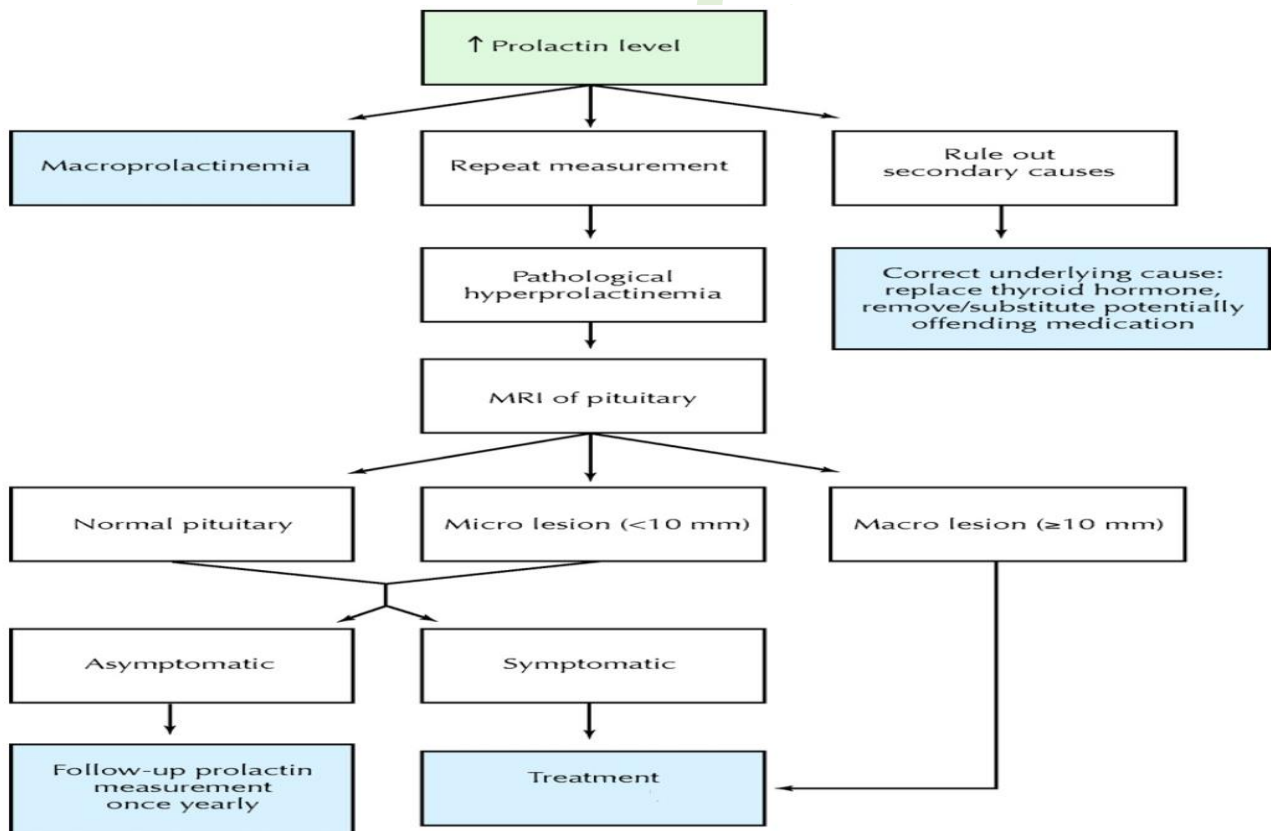 ↑ Prolactin level
Macroprolactinemia
Repeat measurement
Rule out
secondary causes
Pathological
hyperprolactinemia
Correct underlying cause:
replace thyroid hormone,
remove/substitute potentially
offending medication
MRI of pituitary
Normal pituitary
Micro lesion (<10 mm)
Macro lesion (≥10 mm)
Asymptomatic
Symptomatic
Follow-up prolactin
measurement
once yearly
Treatment